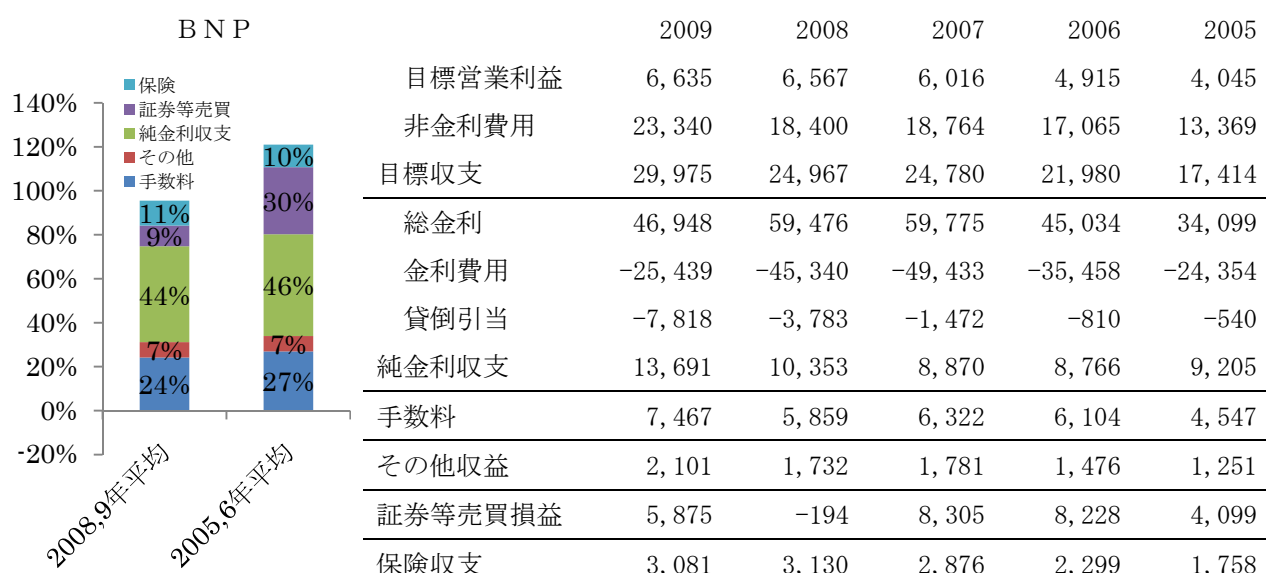 BNP
保険
証券等売買
純金利収支
その他
手数料
140%
120%
100%
80%
60%
40%
20%
0%
-20%
11%
9%
44%
7%
24%
10%
30%
46%
7%
27%
2008,9年平均
2005,6年平均
2009 2008 2007 2006 2005
目標営業利益 6,635 6,567 6,016 4,915 4,045
非金利費用 23,340 18,400 18,764 17,065 13,369
目標収支 29,975 24,967 24,780 21,980 17,414
総金利 46,948 59,476 59,775 45,034 34,099
金利費用 -25,439 -45,340 -49,433 -35,458 -24,354
貸倒引当 -7,818 -3,783 -1,472 -810 -540
純金利収支 13,691 10,353 8,870 8,766 9,205
手数料 7,467 5,859 6,322 6,104 4,547
その他収益 2,101 1,732 1,781 1,476 1,251
証券等売買損益 5,875 -194 8,305 8,228 4,099
保険収支 3,081 3,130 2,876 2,299 1,758